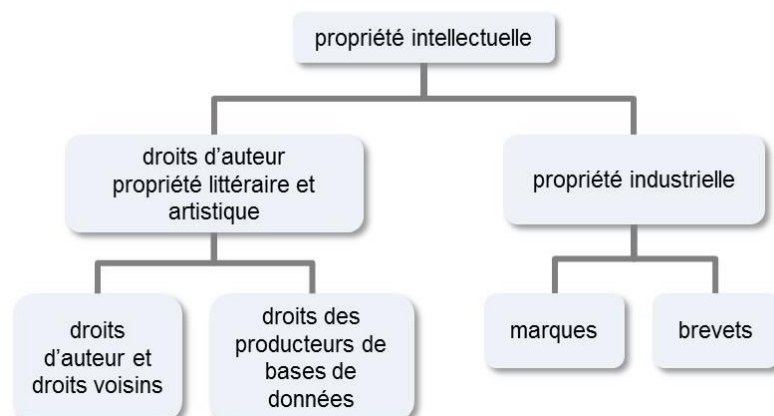 propriété intellectuelle
droits d'auteur
propriété littéraire et
artistique
propriété industrielle
droits
d'auteur et
droits voisins
droits des
producteurs de
bases de
données
marques
brevets